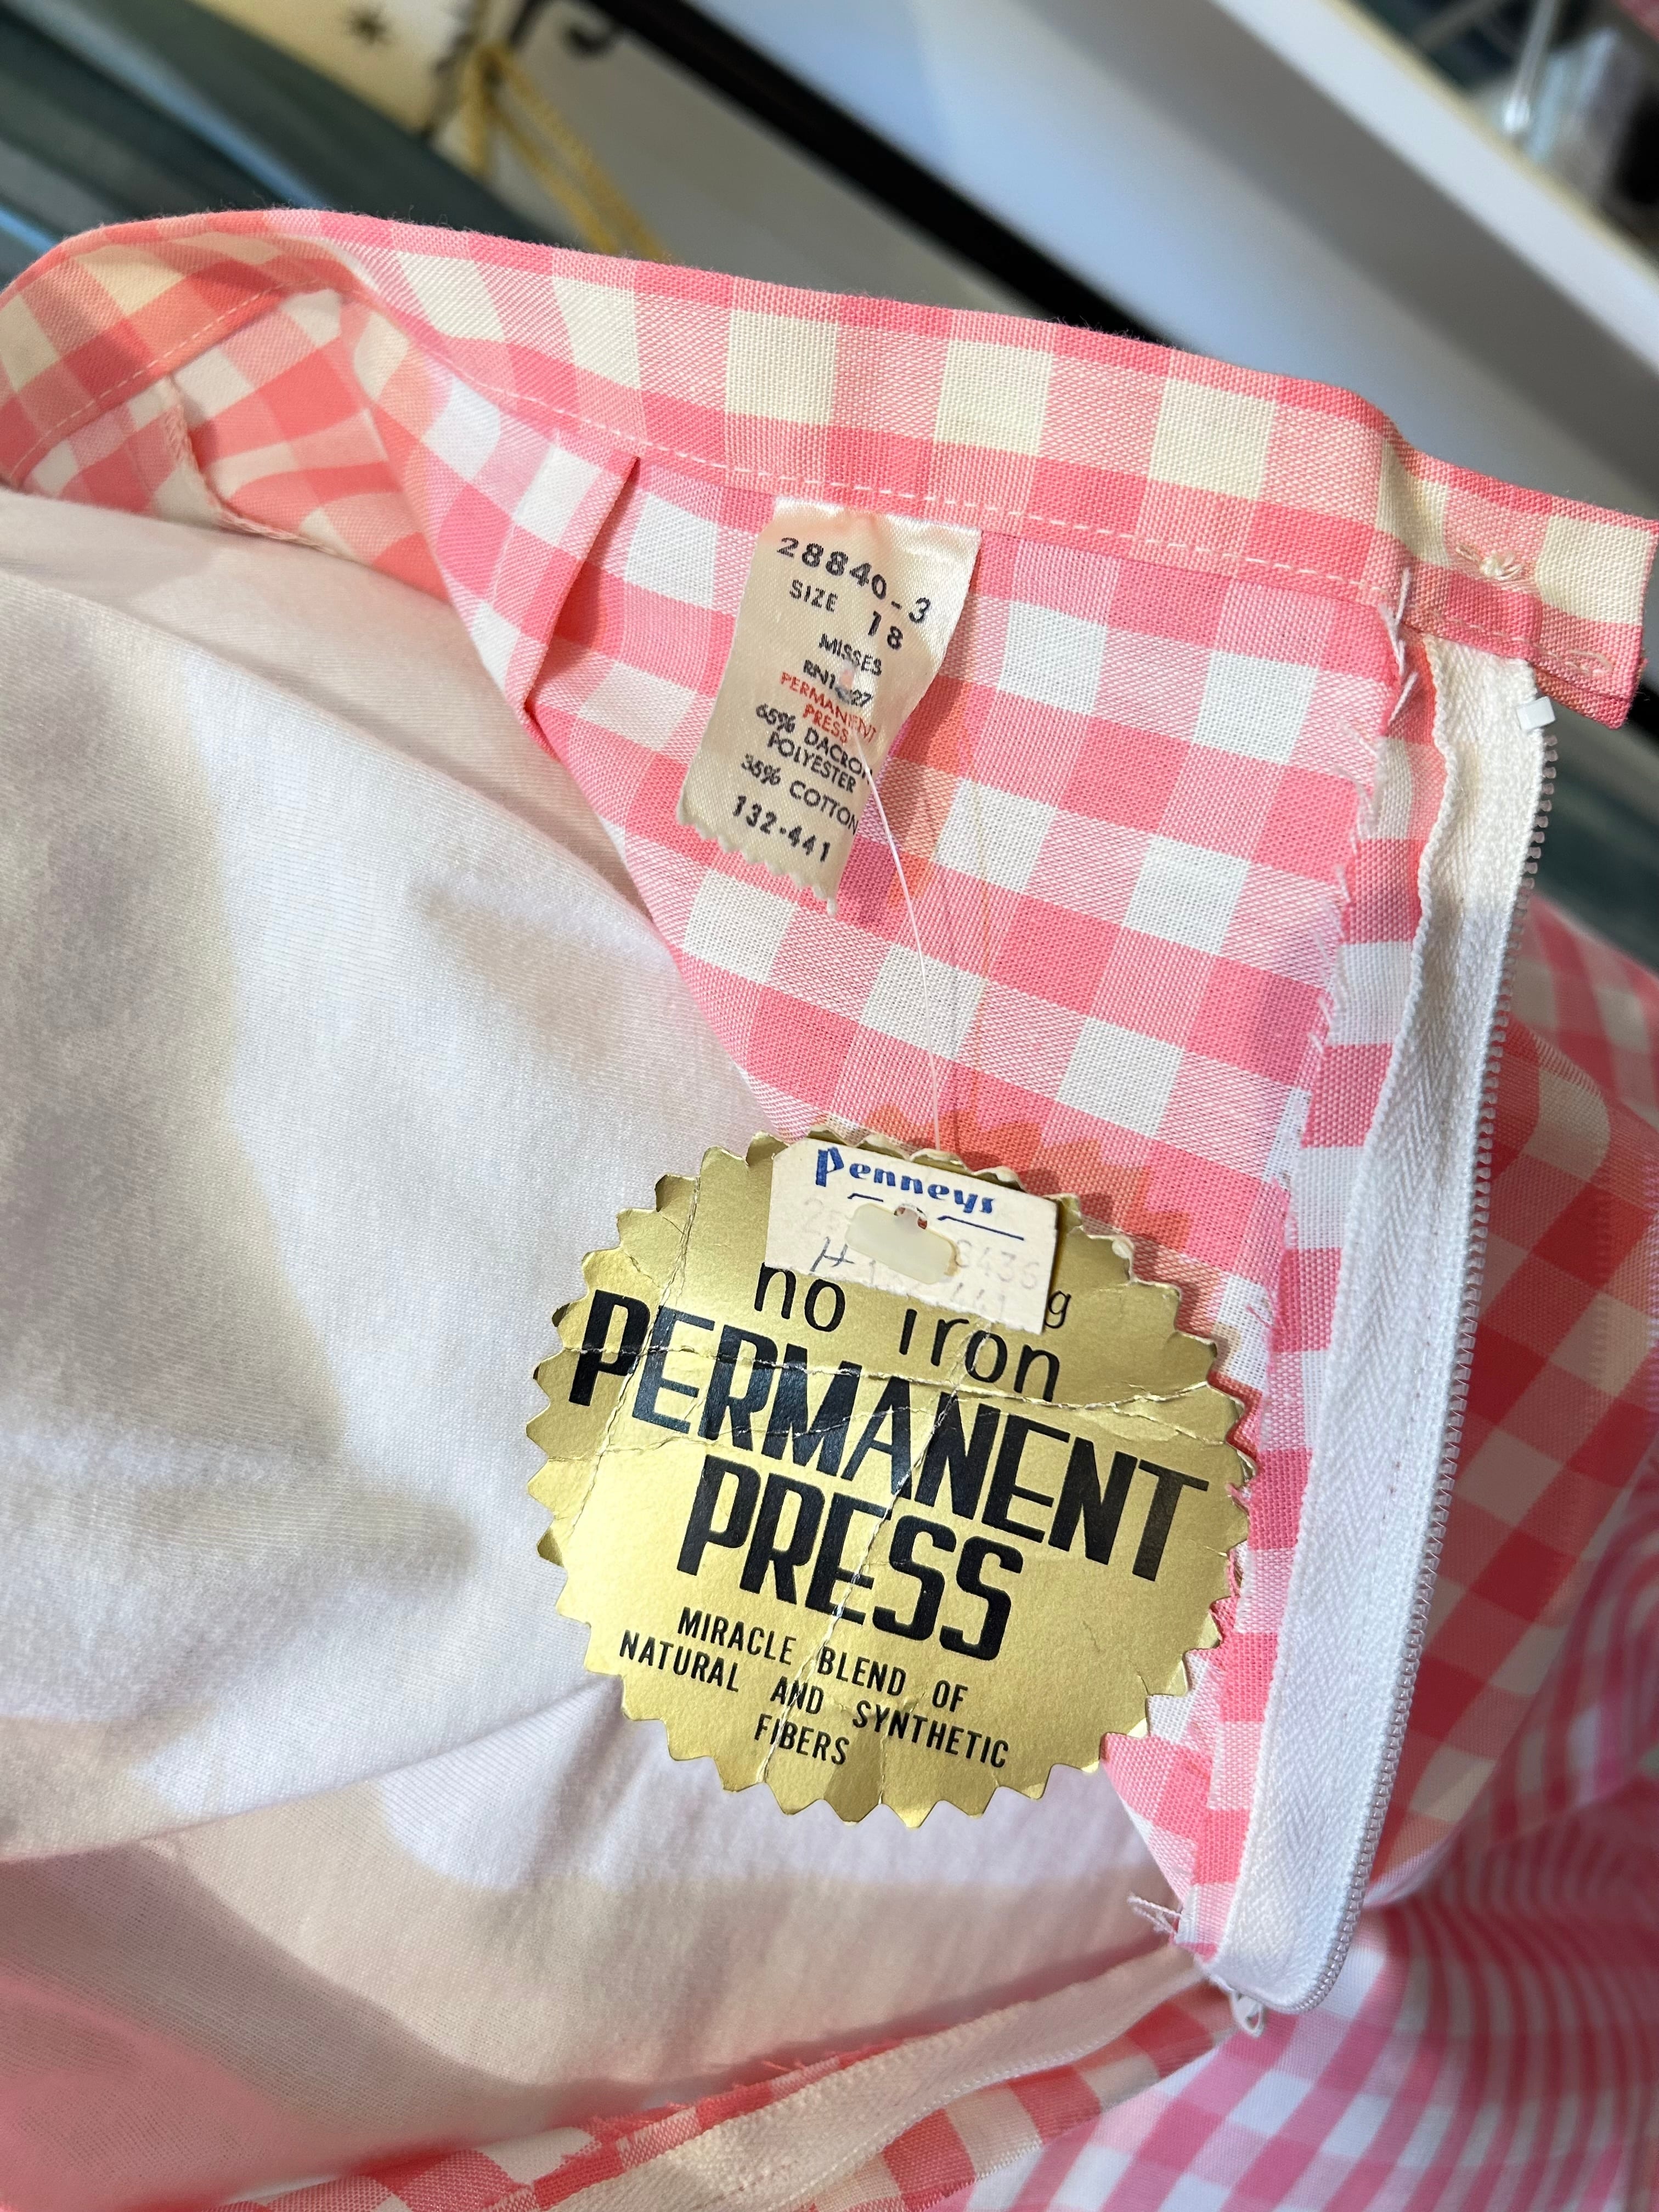 28840-3
SIZE 18
MISSES
PERMANENT
PRESS
65% DACRON
POLYESTER
35% COTTON
132-441
Penneys
6436
H
no iron
PERMANENT
PRESS
MIRACLE BLEND OF
NATURAL AND SYNTHETIC
FIBERS